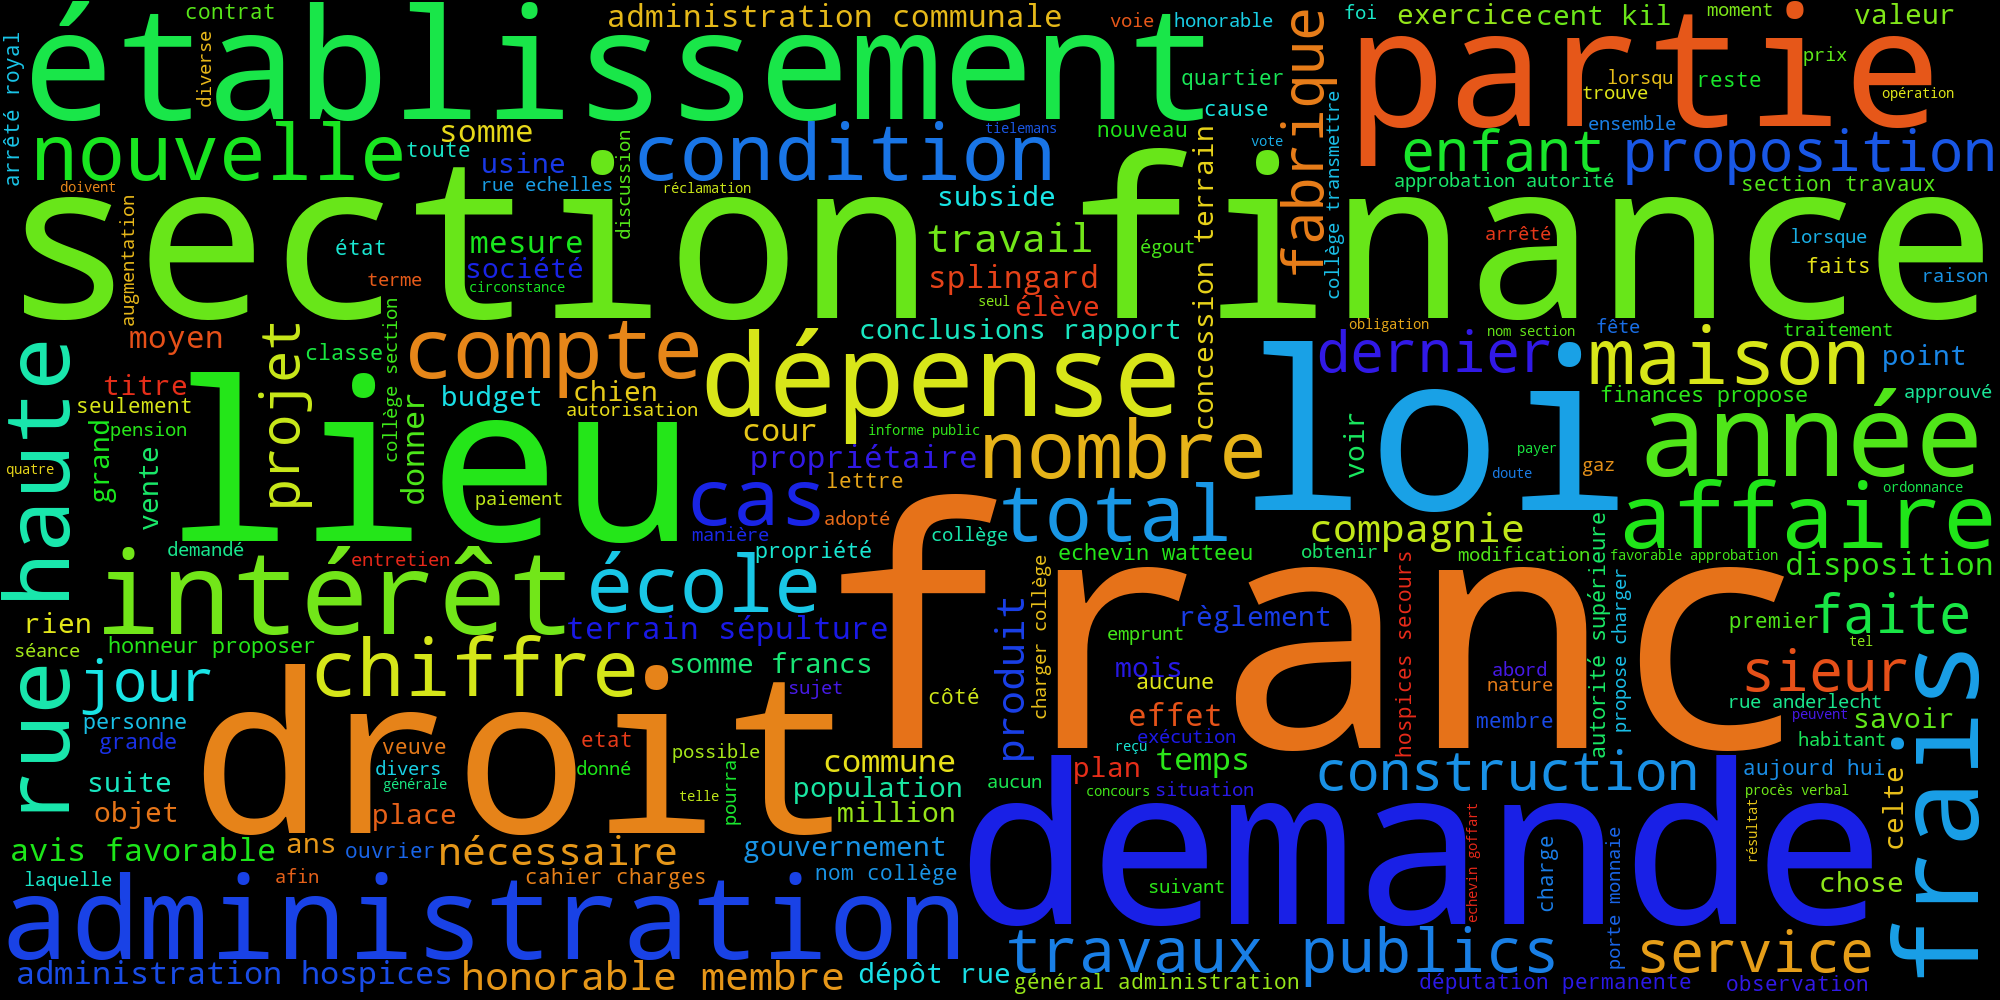 contrat
administration communale
voie
honorable
foi
exercice
cent kil
moment
valeur
établissement
partie
arrêté royal
diverse
quartier
cause
fabrique
prix
lorsqu
reste
trouve
opération
ensemble
nouvelle
somme
toute
usine
rue echelles
condition
tielemans
nouveau
vote
collège transmettre
enfant
proposition
doivent
discussion
réclamation
subside
approbation autorité
section travaux
section finance
augmentation
état
mesure
société
terme
circonstance
travail
splingard
seul
élève
égout
concession terrain
arrêté
lorsque
faits
raison
moyen
projet
classe
collège section
compte
conclusions rapport
dépense
obligation
nom section
fête
traitement
dernier
maison
point
rue haute
titre
seulement
pension
lieu
budget
chien
autorisation
donner
loi
finances propose
approuvé
année
quatre
grand
vente
paiement
cour
informe public
propriétaire
nombre
voir
payer
doute
gaz
cas
lettre
manière
adopté
total
collège
compagnie
ordonnance
affaire
demandé
entretien
propriété
echevin watteeu
obtenir
modification
favorable approbation
disposition
intérêt
école
franc
charger collège
hospices secours
autorité supérieure
propose charger
rien
séance
honneur proposer
terrain sépulture
produit
règlement
emprunt
premier
faite
tel
jour
chiffre
somme francs
sujet
côté
mois
aucune
abord
nature
sieur
frais
personne
grande
droit
veuve
divers
générale
etat
donné
possible
effet
exécution
membre
rue anderlecht
peuvent
savoir
habitant
suite
objet
place
telle
pourra
commune
population
million
aucun
reçu
plan
temps
concours
situation
construction
aujourd hui
procès verbal
celte
demande
avis favorable
ans
ouvrier
nécessaire
gouvernement
nom collège
echevin goffart
charge
porte monnaie
résultat
laquelle
afin
cahier charges
suivant
chose
administration
travaux publics
service
administration hospices
honorable membre
dépôt rue
général administration
députation permanente
observation